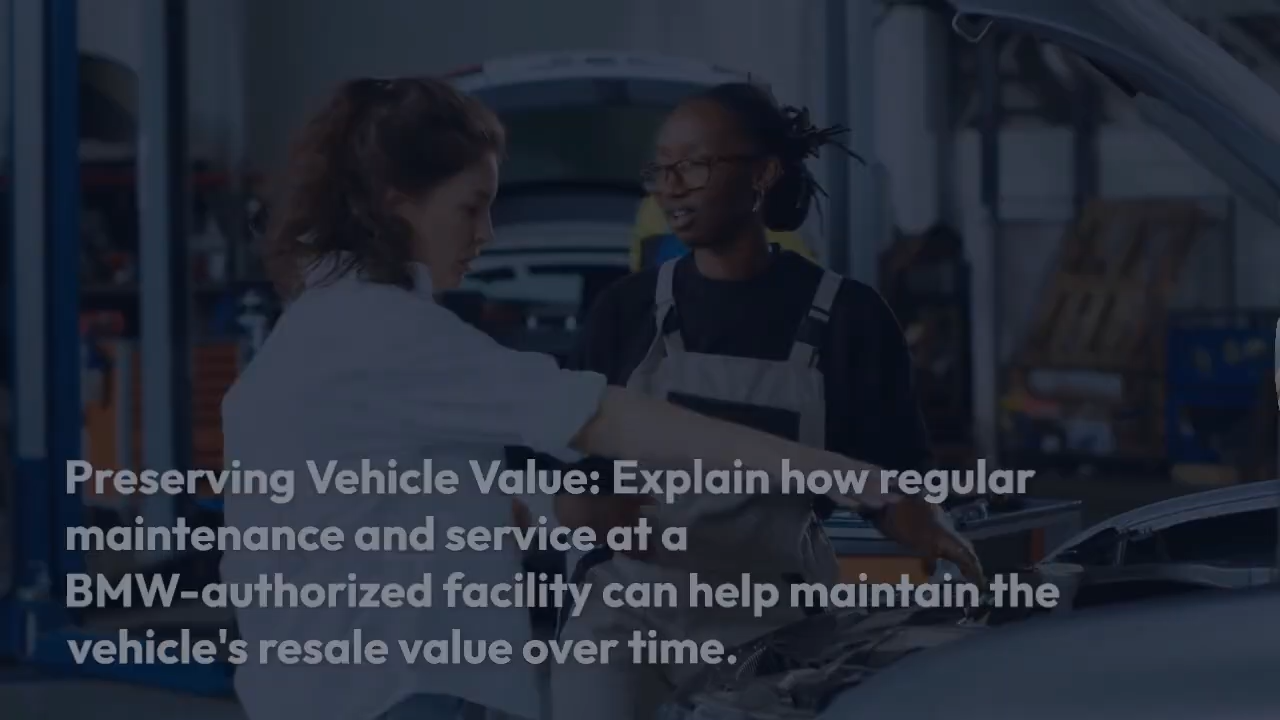 Preserving Vehicle Value: Explain how regular
maintenance and service at a
BMW-authorized facility can help maintain the
vehicle's resale value over time.